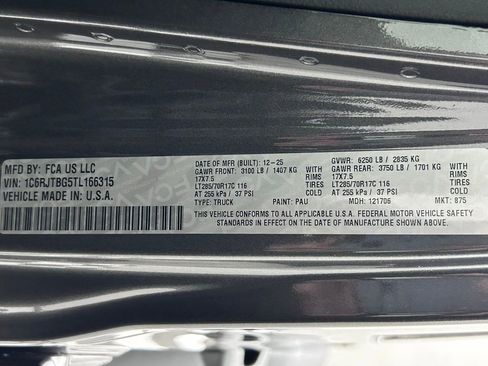 MFD BY: FCA US LLC
VIN: 1C6RJTBG5TL166315
VEHICLE MADE IN: U.S.A.
DATE OF MFR (BUILT): 12-25
GVWR: 6250 LB / 2835 KG
GAWR FRONT: 3100 LB / 1407 KG WITH
GAWR REAR: 3750 LB / 1701 KG WITH
17X7.5 RIMS
17X7.5 RIMS
LT285/70R17C 116 TIRES
LT285/70R17C 116 TIRES
AT 255 kPa / 37 PSI COLD
AT 255 kPa / 37 PSI COLD
TYPE: TRUCK PAINT: PAU MDH: 121706 MKT: 875
THIS VEHICLE CONFORMS TO ALL APPLICABLE U.S.A. FEDERAL MOTOR VEHICLE SAFETY
STANDARDS IN EFFECT ON THE DATE OF MANUFACTURE SHOWN ABOVE.